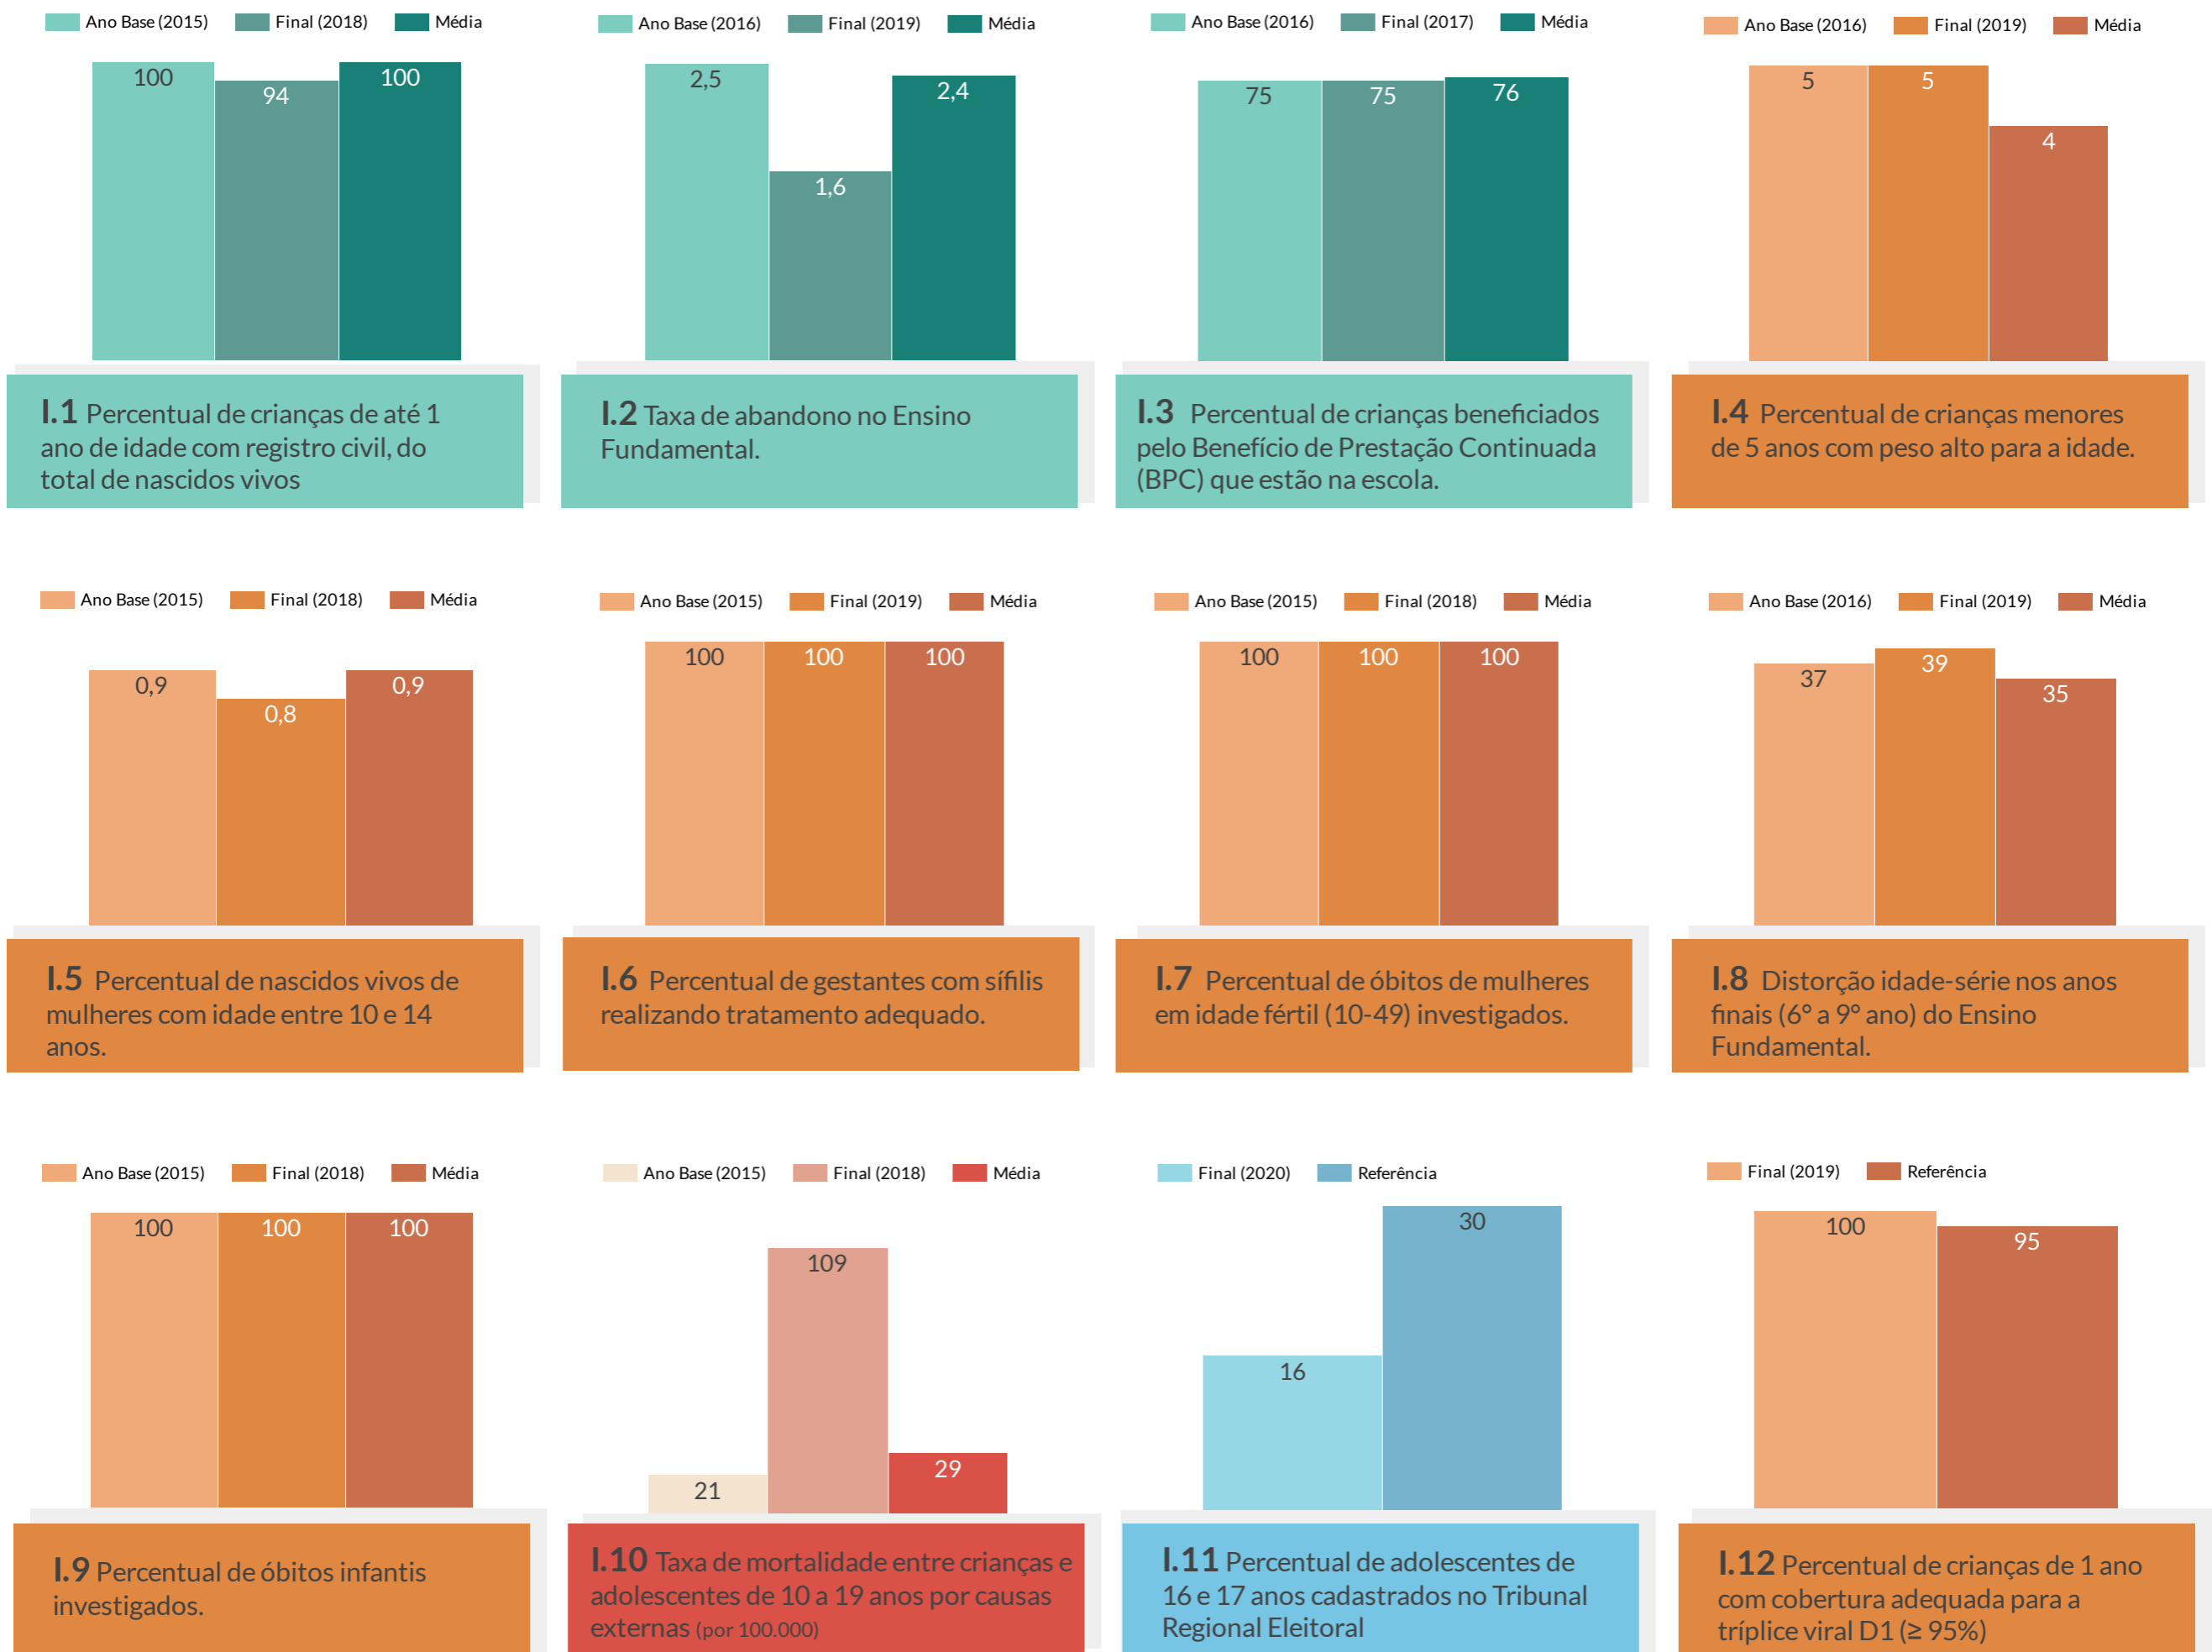 Ano Base (2015) Final (2018) Média
100 94 100
I.1 Percentual de crianças de até 1
ano de idade com registro civil, do
total de nascidos vivos
Ano Base (2016) Final (2019) Média
2,5 1,6 2,4
I.2 Taxa de abandono no Ensino
Fundamental.
Ano Base (2016) Final (2017) Média
75 75 76
I.3 Percentual de crianças beneficiados
pelo Benefício de Prestação Continuada
(BPC) que estão na escola.
Ano Base (2016) Final (2019) Média
5 5 4
I.4 Percentual de crianças menores
de 5 anos com peso alto para a idade.
Ano Base (2015) Final (2018) Média
0,9 0,8 0,9
I.5 Percentual de nascidos vivos de
mulheres com idade entre 10 e 14
anos.
Ano Base (2015) Final (2019) Média
100 100 100
I.6 Percentual de gestantes com sífilis
realizando tratamento adequado.
Ano Base (2015) Final (2018) Média
100 100 100
I.7 Percentual de óbitos de mulheres
em idade fértil (10-49) investigados.
Ano Base (2016) Final (2019) Média
37 39 35
I.8 Distorção idade-série nos anos
finais (6° a 9° ano) do Ensino
Fundamental.
Ano Base (2015) Final (2018) Média
100 100 100
I.9 Percentual de óbitos infantis
investigados.
Ano Base (2015) Final (2018) Média
21 109 29
I.10 Taxa de mortalidade entre crianças e
adolescentes de 10 a 19 anos por causas
externas (por 100.000)
Final (2020) Referência
16 30
I.11 Percentual de adolescentes de
16 e 17 anos cadastrados no Tribunal
Regional Eleitoral
Final (2019) Referência
100 95
I.12 Percentual de crianças de 1 ano
com cobertura adequada para a
tríplice viral D1 (≥ 95%)